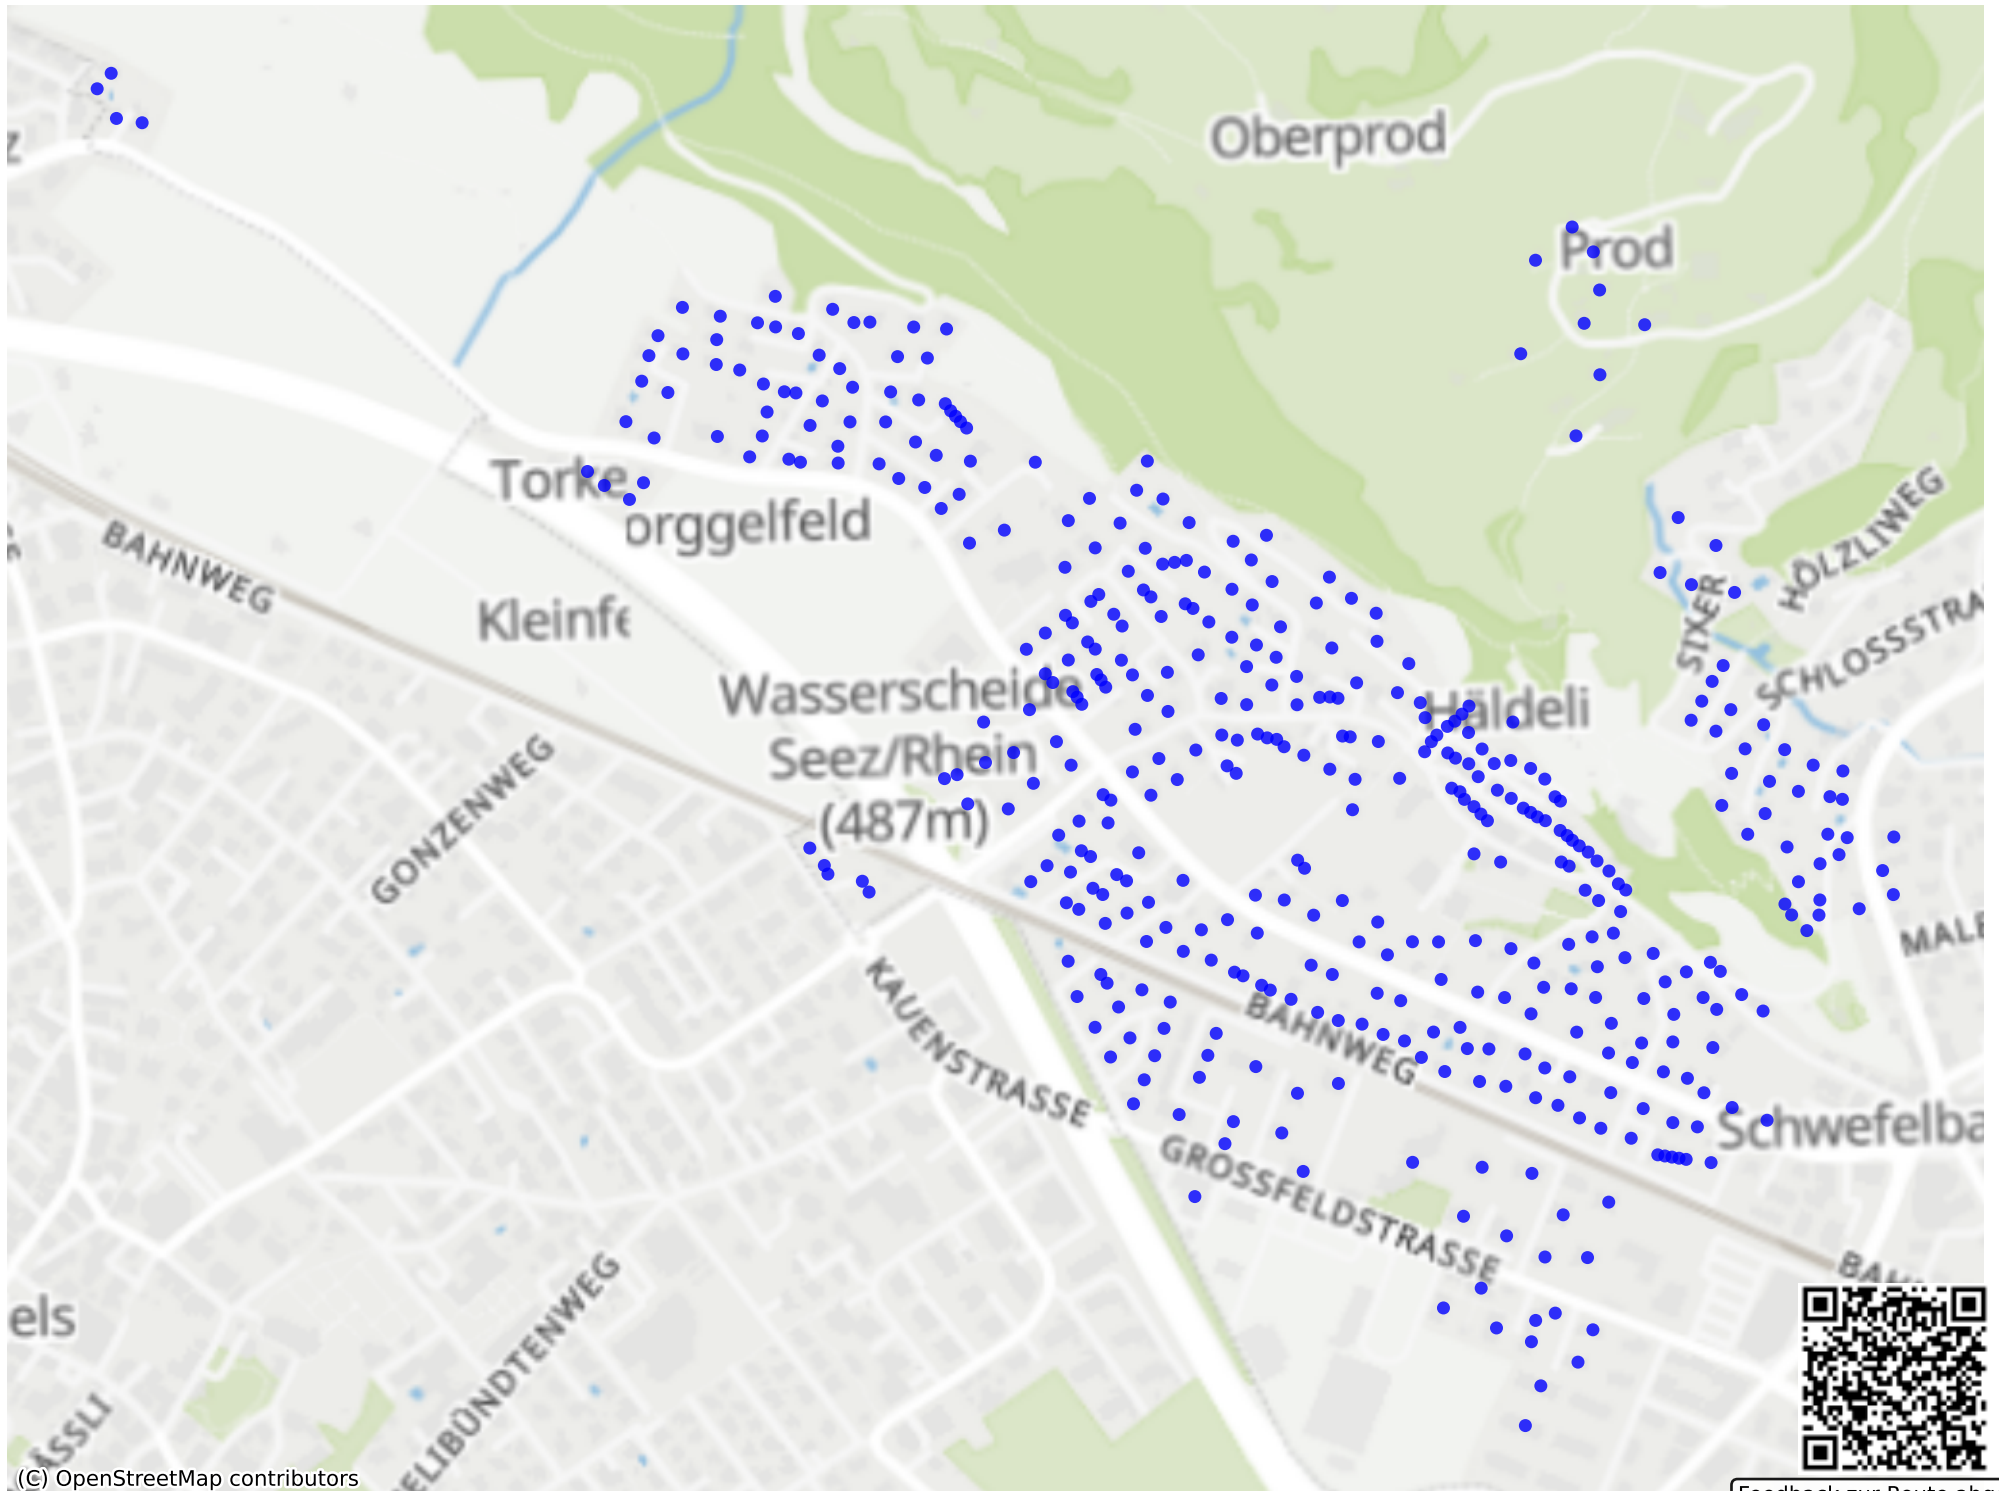 Oberprod
Prod
Torke
orggelfeld
HÖLZLIWEG
BAHNWEG
Kleinfe
SIXER
SCHLOSSSTRA
Wasserscheide
Seez/Rhein
(487m)
Häldeli
GONZENWEG
MALE
KAUENSTRASSE
BAHNWEG
Schwefelba
GROSSFELDSTRASSE
els
ELIBÜNDTENWEG
ÄSSLI
(C) OpenStreetMap contributors